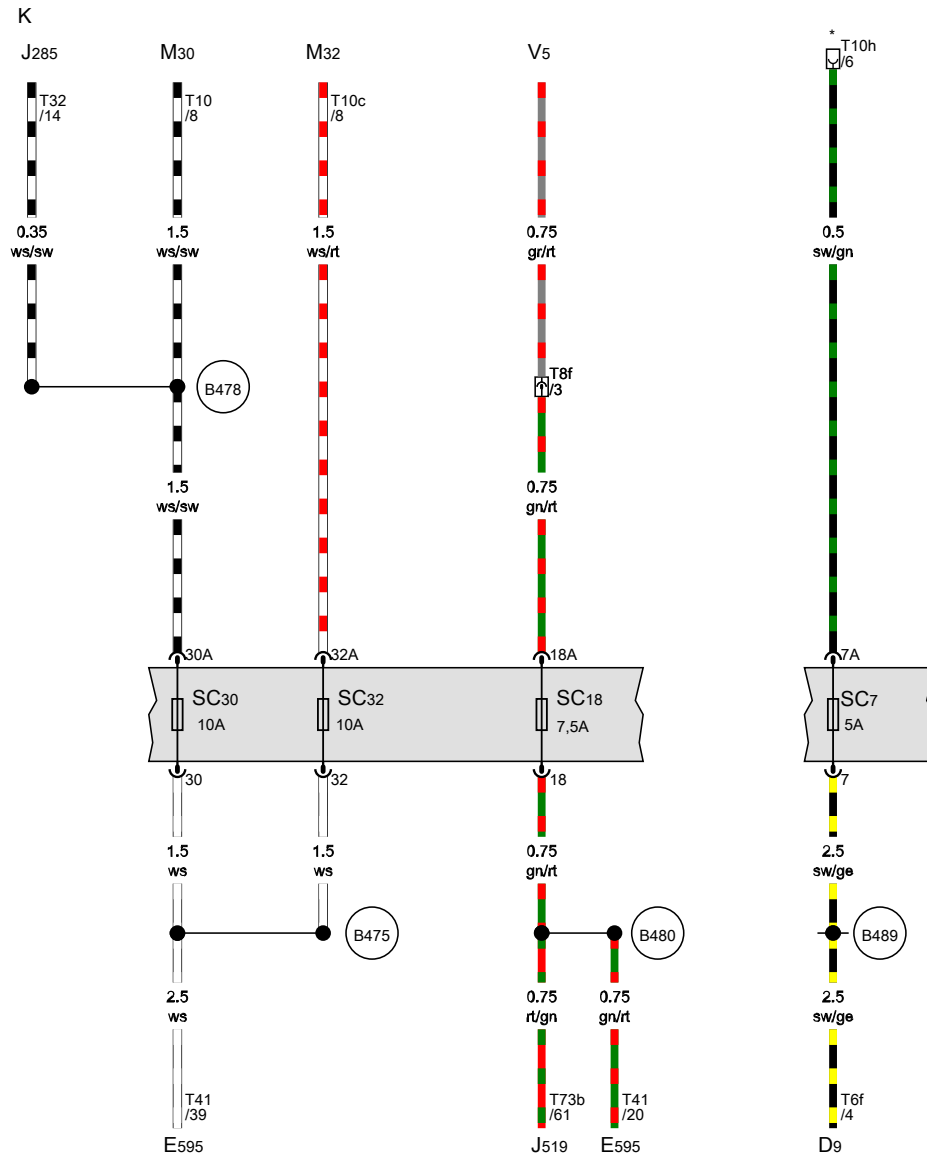 K
J285
M30
M32
V5
*
T10h
/6
T32
/14
T10
/8
T10c
/8
0.35
ws/sw
1.5
ws/sw
1.5
ws/rt
0.75
gr/rt
0.5
sw/gn
B478
T8f
/3
1.5
ws/sw
0.75
gn/rt
30A
32A
18A
7A
SC30
10A
SC32
10A
SC18
7,5A
SC7
5A
30
32
18
7
1.5
ws
1.5
ws
0.75
gn/rt
2.5
sw/ge
B475
B480
B489
2.5
ws
0.75
rt/gn
0.75
gn/rt
2.5
sw/ge
T41
/39
T73b
/61
T41
/20
T6f
/4
E595
J519
E595
D9